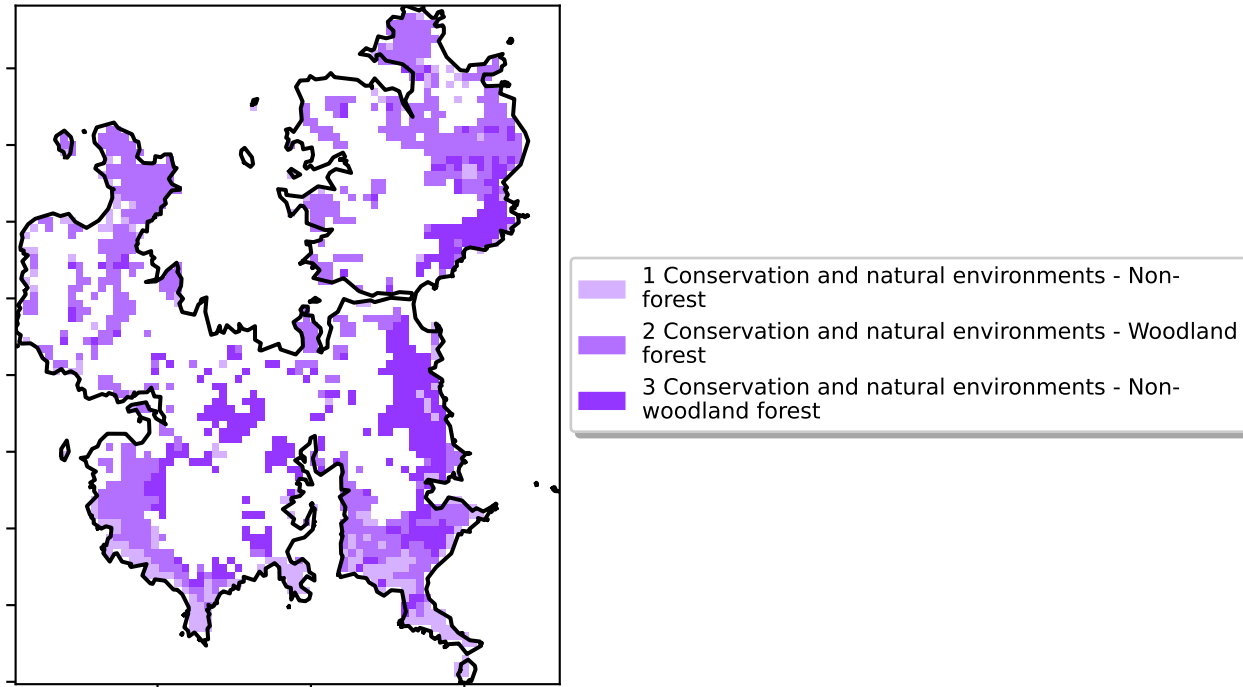 1 Conservation and natural environments - Non-
forest
2 Conservation and natural environments - Woodland
forest
3 Conservation and natural environments - Non-
woodland forest